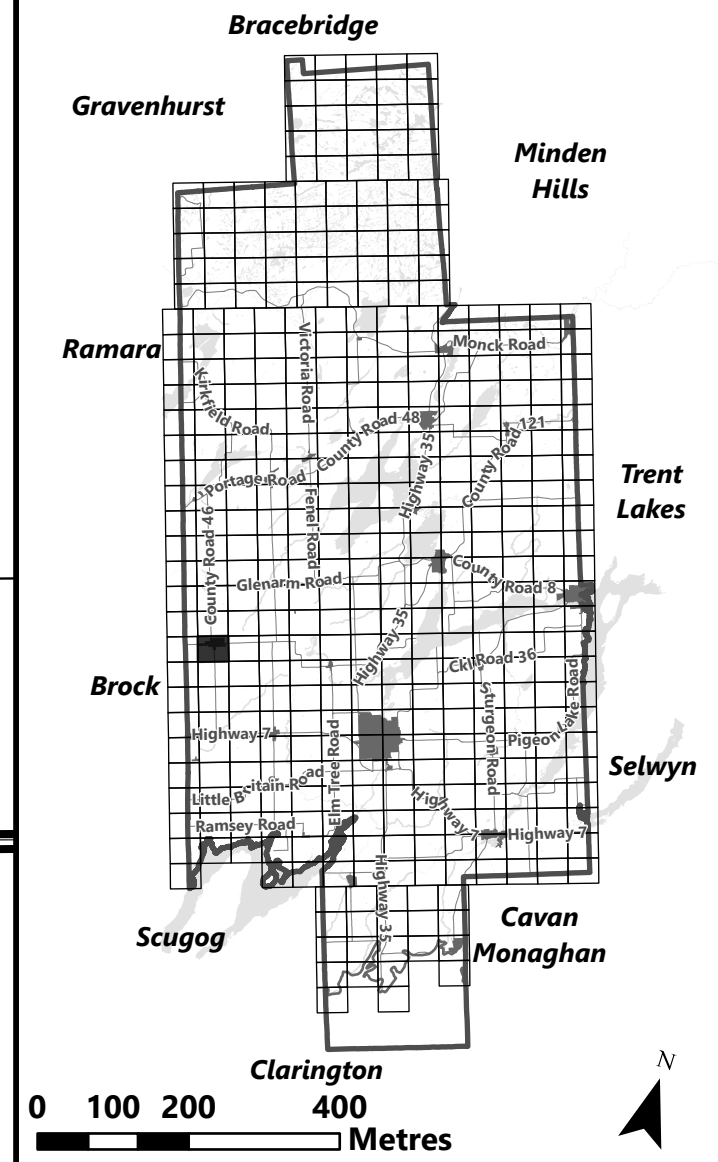 Bracebridge
Gravenhurst
Minden
Hills
Ramara
Victoria Road
Monck Road
Kirkfield Road
County Road 48
County Road 121
Highway 35
Portage Road
Trent
Lakes
Fenel Road
County Road 46
Glenarm Road
County Road 8
Highway 35
Ckl Road 36
Brock
Sturgeon Road
Pigeon Lake Road
Highway 7
Elm Tree Road
Selwyn
Little Britain Road
Highway 7
Ramsey Road
Highway 7
Highway 35
Scugog
Cavan
Monaghan
Clarington
N
0 100 200 400
Metres